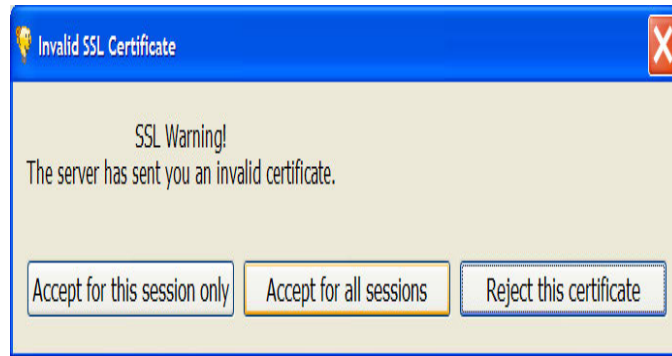 Invalid SSL Certificate
SSL Warning!
The server has sent you an invalid certificate.
Accept for this session only
Accept for all sessions
Reject this certificate